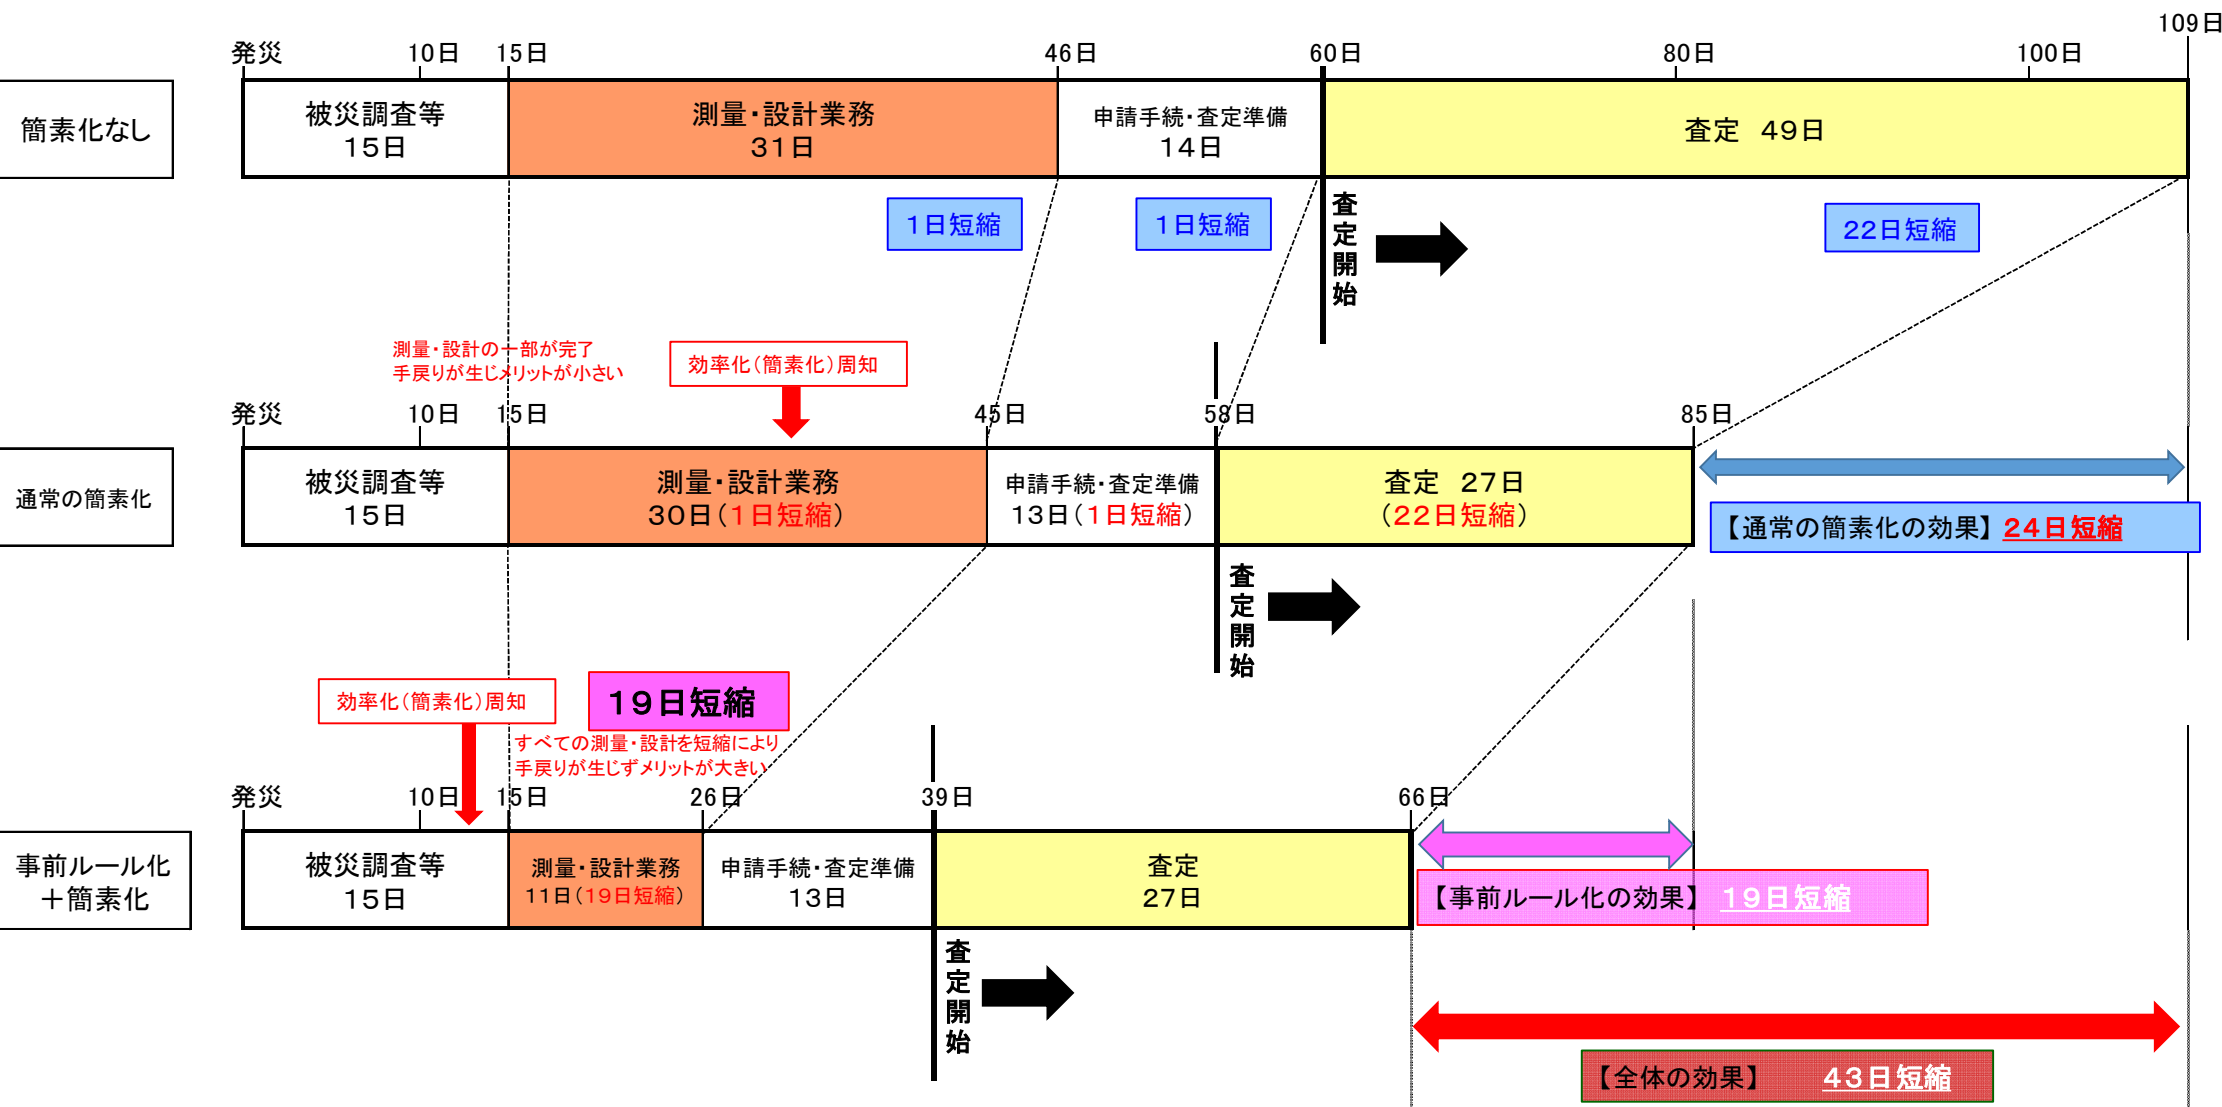 109日
発災
10日
15日
46日
60日
80日
100日
簡素化なし
被災調査等
15日
測量・設計業務
31日
申請手続・査定準備
14日
査定 49日
1日短縮
1日短縮
査定開始
22日短縮
測量・設計の一部が完了
手戻りが生じメリットが小さい
効率化(簡素化)周知
発災
10日
15日
45日
58日
85日
通常の簡素化
被災調査等
15日
測量・設計業務
30日(1日短縮)
申請手続・査定準備
13日(1日短縮)
査定 27日
(22日短縮)
【通常の簡素化の効果】 24日短縮
査定開始
効率化(簡素化)周知
19日短縮
すべての測量・設計を短縮により
手戻りが生じずメリットが大きい
発災
10日
15日
26日
39日
66日
事前ルール化
+簡素化
被災調査等
15日
測量・設計業務
11日(19日短縮)
申請手続・査定準備
13日
査定
27日
【事前ルール化の効果】 19日短縮
査定開始
【全体の効果】 43日短縮